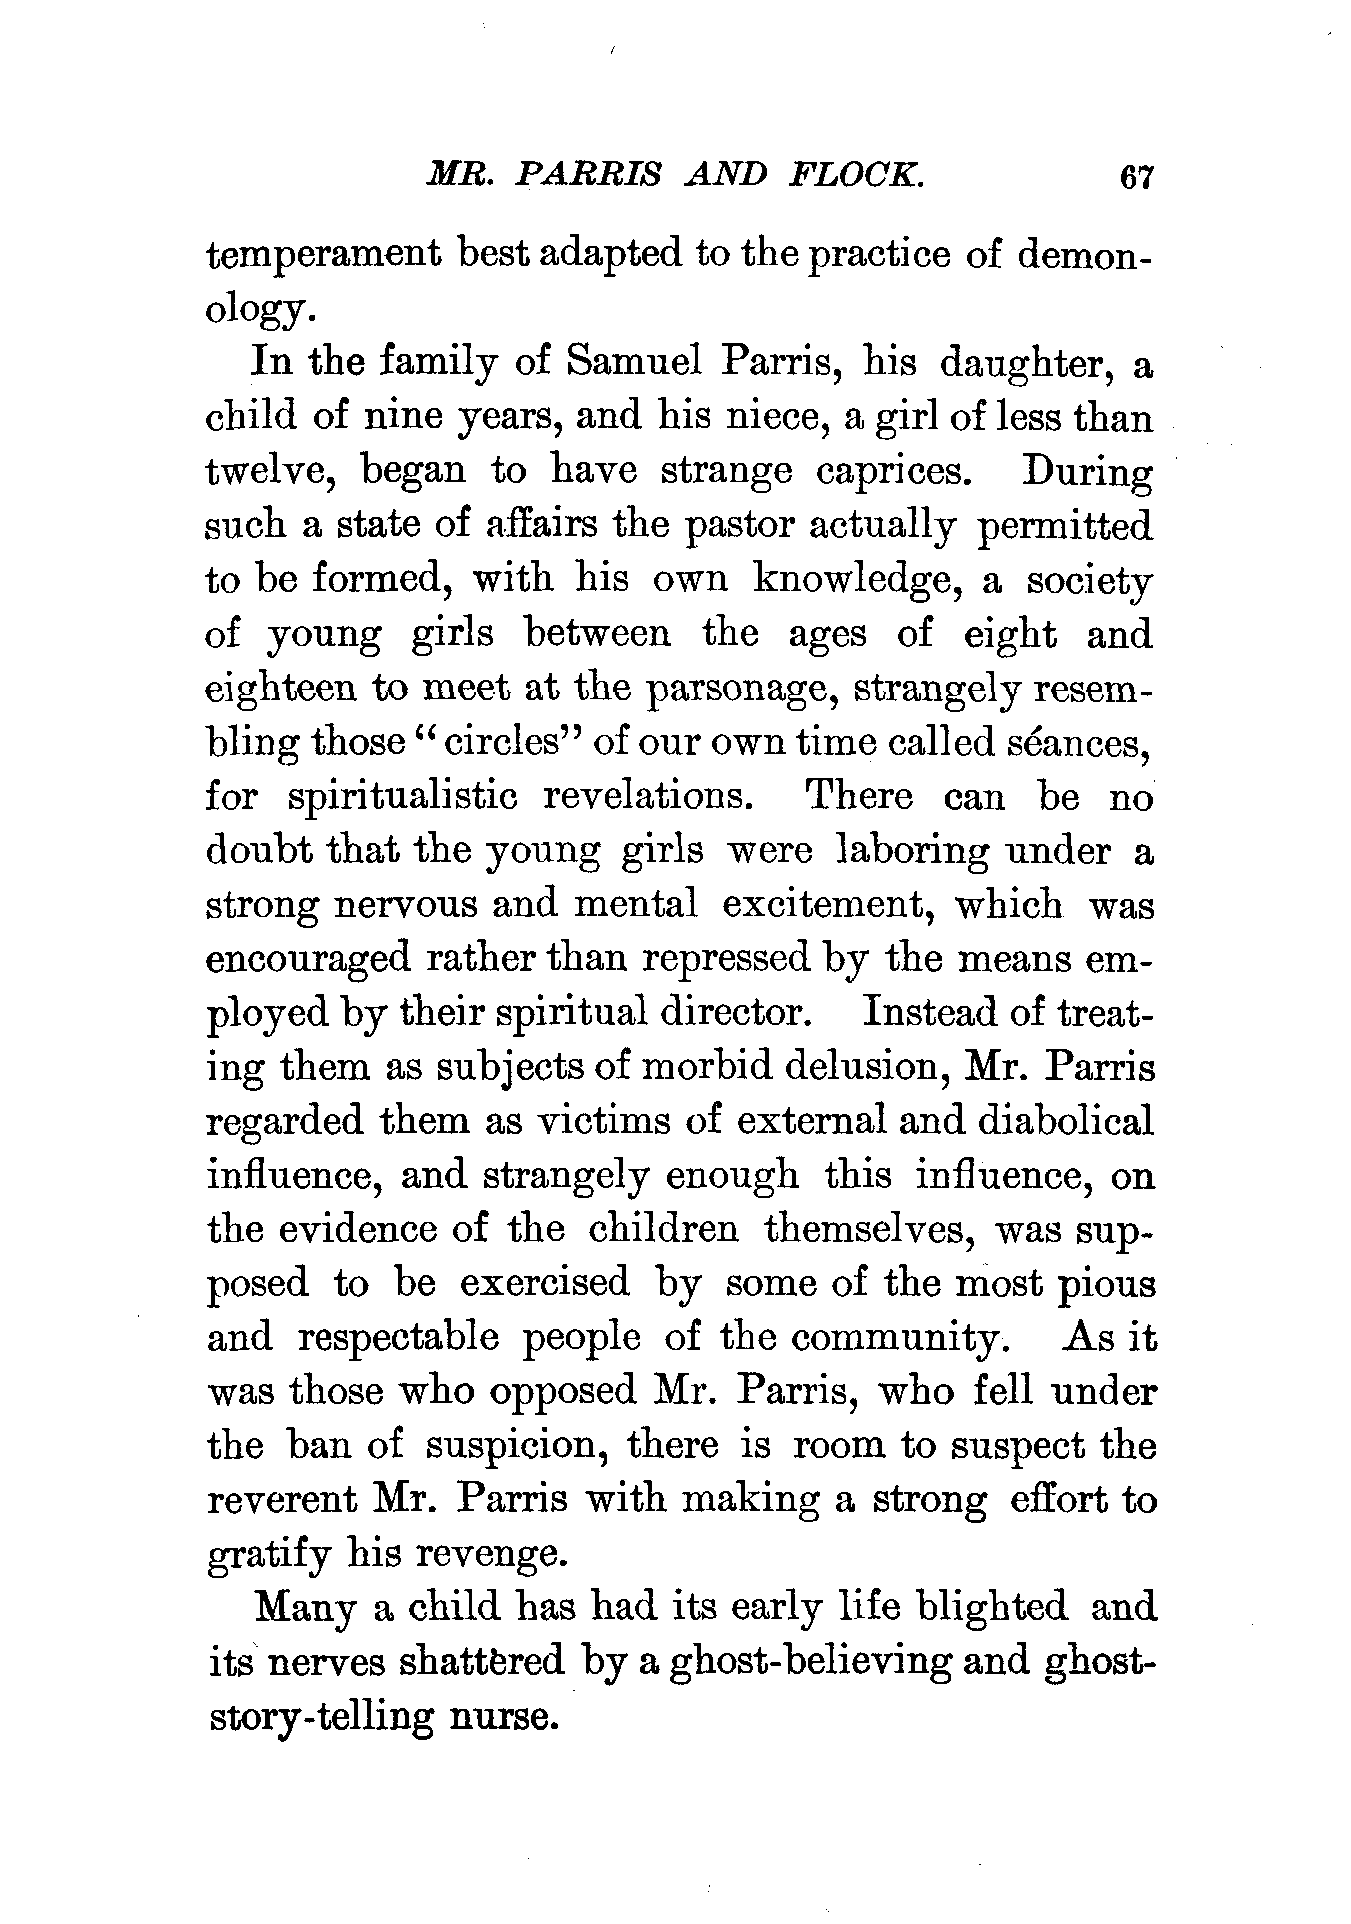 MR. PARRIS AND FLOCK. 67
temperament best adapted to the practice of demon-
ology.
In the family of Samuel Parris, his daughter, a
child of nine years, and his niece, a girl of less than
twelve, began to have strange caprices. During
such a state of affairs the pastor actually permitted
to be formed, with his own knowledge, a society
of young girls between the ages of eight and
eighteen to meet at the parsonage, strangely resem-
bling those "circles" of our own time called séances,
for spiritualistic revelations. There can be no
doubt that the young girls were laboring under a
strong nervous and mental excitement, which was
encouraged rather than repressed by the means em-
ployed by their spiritual director. Instead of treat-
ing them as subjects of morbid delusion, Mr. Parris
regarded them as victims of external and diabolical
influence, and strangely enough this influence, on
the evidence of the children themselves, was sup-
posed to be exercised by some of the most pious
and respectable people of the community. As it
was those who opposed Mr. Parris, who fell under
the ban of suspicion, there is room to suspect the
reverent Mr. Parris with making a strong effort to
gratify his revenge.
Many a child has had its early life blighted and
its nerves shattered by a ghost-believing and ghost-
story-telling nurse.